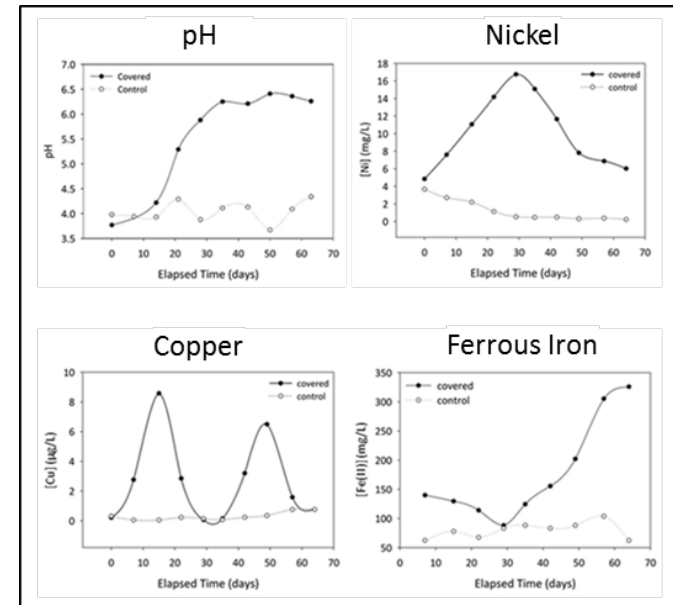 pH
7.0
6.5
6.0
5.5
5.0
4.5
4.0
3.5
pH
Covered
Control
0 10 20 30 40 50 60 70
Elapsed Time (days)
Nickel
18
16
14
12
10
8
6
4
2
0
[Ni] (mg/L)
covered
control
0 10 20 30 40 50 60 70
Elapsed Time (days)
Copper
10
8
6
4
2
0
[Cu] (µg/L)
covered
control
0 10 20 30 40 50 60 70
Elapsed Time (days)
Ferrous Iron
350
300
250
200
150
100
50
[Fe(II)] (mg/L)
covered
control
0 10 20 30 40 50 60 70
Elapsed Time (days)